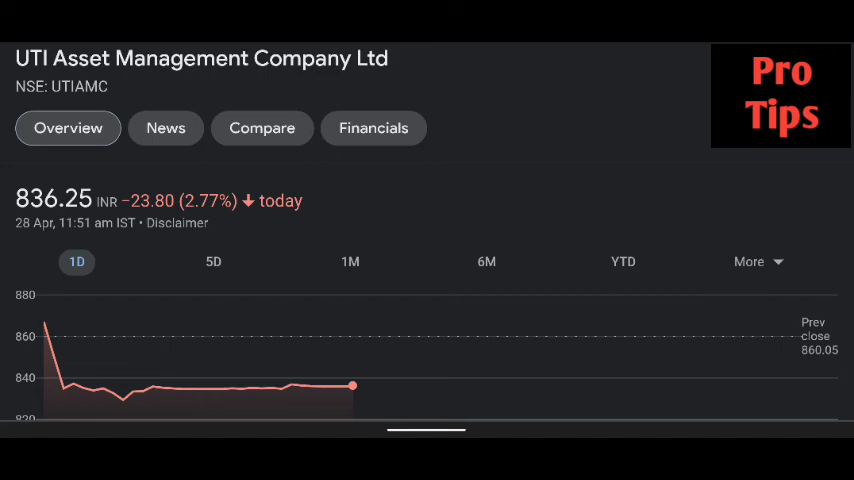 UTI Asset Management Company Ltd
NSE: UTIAMC
Pro
Tips
Overview
News
Compare
Financials
836.25 INR −23.80 (2.77%) ↓ today
28 Apr, 11:51 am IST • Disclaimer
1D
5D
1M
6M
YTD
More
880
860
840
820
Prev
close
860.05